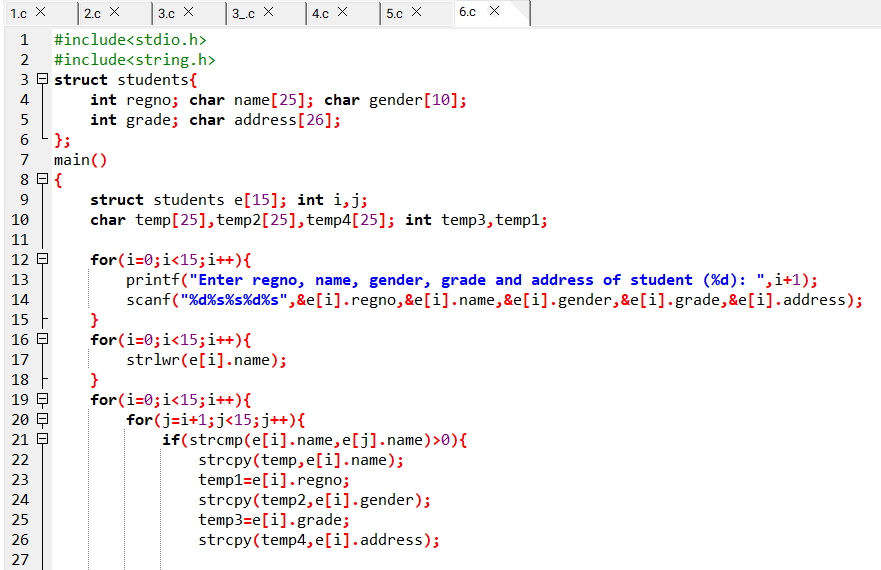 1.c 2.c 3.c 3_.c 4.c 5.c 6.c
1 #include<stdio.h>
2 #include<string.h>
3 struct students{
4     int regno; char name[25]; char gender[10];
5     int grade; char address[26];
6 };
7 main()
8 {
9     struct students e[15]; int i,j;
10     char temp[25],temp2[25],temp4[25]; int temp3,temp1;
11
12     for(i=0;i<15;i++){
13         printf("Enter regno, name, gender, grade and address of student (%d): ",i+1);
14         scanf("%d%s%s%d%s",&e[i].regno,&e[i].name,&e[i].gender,&e[i].grade,&e[i].address);
15     }
16     for(i=0;i<15;i++){
17         strlwr(e[i].name);
18     }
19     for(i=0;i<15;i++){
20         for(j=i+1;j<15;j++){
21             if(strcmp(e[i].name,e[j].name)>0){
22                 strcpy(temp,e[i].name);
23                 temp1=e[i].regno;
24                 strcpy(temp2,e[i].gender);
25                 temp3=e[i].grade;
26                 strcpy(temp4,e[i].address);
27